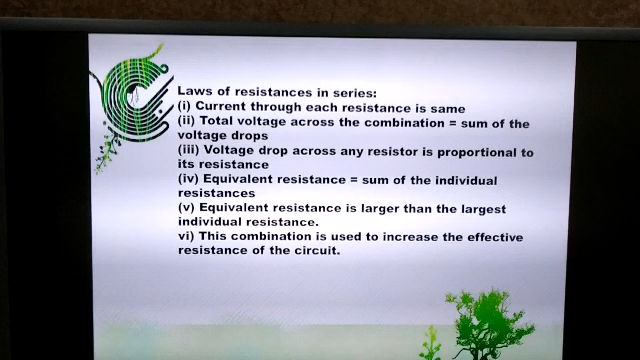 Laws of resistances in series:
(i) Current through each resistance is same
(ii) Total voltage across the combination = sum of the
voltage drops
(iii) Voltage drop across any resistor is proportional to
its resistance
(iv) Equivalent resistance = sum of the individual
resistances
(v) Equivalent resistance is larger than the largest
individual resistance.
vi) This combination is used to increase the effective
resistance of the circuit.